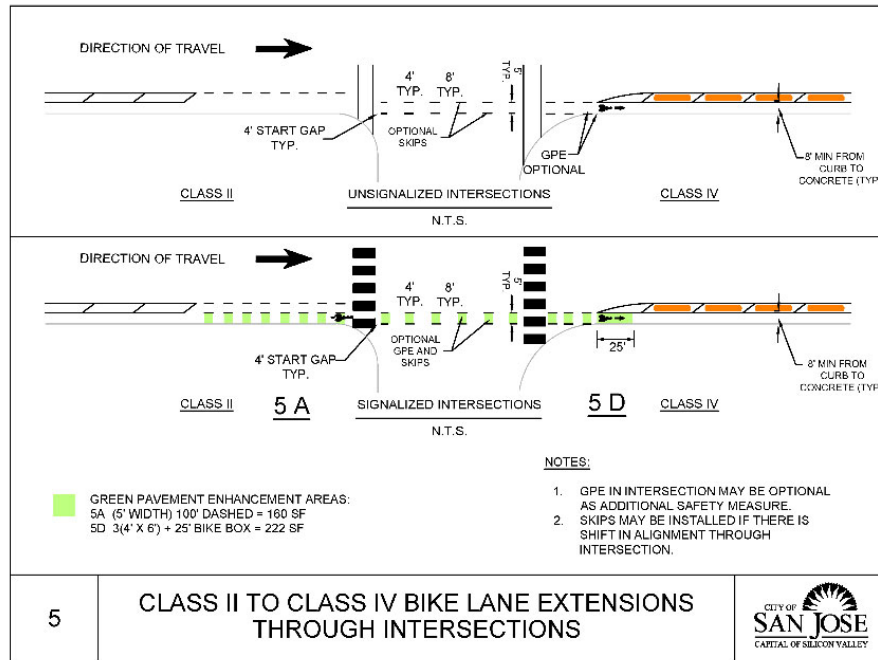 DIRECTION OF TRAVEL
4'
TYP.
8'
TYP.
5'
TYP.
4' START GAP
TYP.
OPTIONAL
SKIPS
GPE
OPTIONAL
8' MIN FROM
CURB TO
CONCRETE (TYP
CLASS II
UNSIGNALIZED INTERSECTIONS
CLASS IV
N.T.S.
DIRECTION OF TRAVEL
4'
TYP.
8'
TYP.
5'
TYP.
4' START GAP
TYP.
OPTIONAL
GPE AND
SKIPS
25'
8' MIN FROM
CURB TO
CONCRETE (TYP
CLASS II
5 A
SIGNALIZED INTERSECTIONS
5 D
CLASS IV
N.T.S.
GREEN PAVEMENT ENHANCEMENT AREAS:
5A (5' WIDTH) 100' DASHED = 160 SF
5D 3(4' X 6') + 25' BIKE BOX = 222 SF
NOTES:
1. GPE IN INTERSECTION MAY BE OPTIONAL
AS ADDITIONAL SAFETY MEASURE.
2. SKIPS MAY BE INSTALLED IF THERE IS
SHIFT IN ALIGNMENT THROUGH
INTERSECTION.
5
CLASS II TO CLASS IV BIKE LANE EXTENSIONS
THROUGH INTERSECTIONS
CITY OF
SAN JOSE
CAPITAL OF SILICON VALLEY